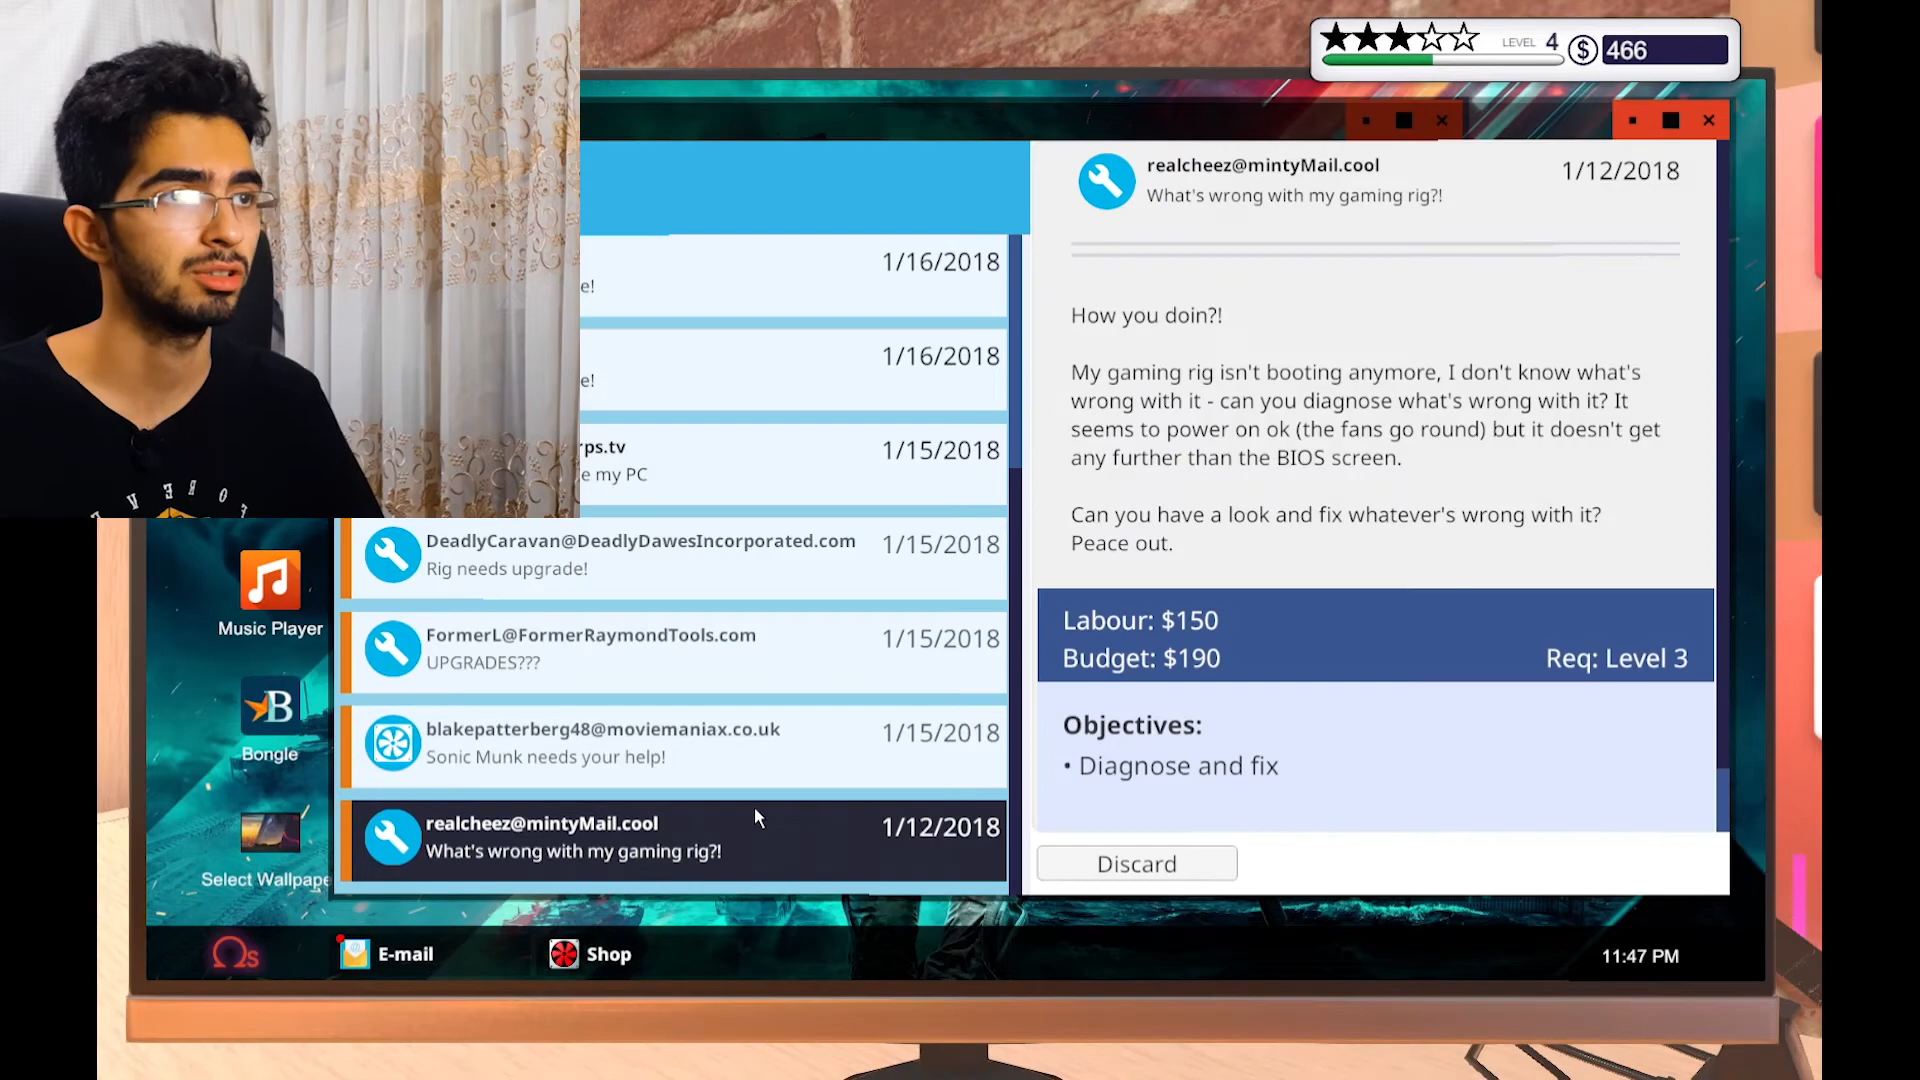 LEVEL 4 $ 466
realcheez@mintyMail.cool
1/12/2018
What's wrong with my gaming rig?!
How you doin?!
My gaming rig isn't booting anymore, I don't know what's
wrong with it - can you diagnose what's wrong with it? It
seems to power on ok (the fans go round) but it doesn't get
any further than the BIOS screen.
Can you have a look and fix whatever's wrong with it?
Peace out.
Labour: $150
Budget: $190
Req: Level 3
Objectives:
• Diagnose and fix
Discard
1/16/2018
e!
1/16/2018
e!
rps.tv
1/15/2018
e my PC
DeadlyCaravan@DeadlyDawesIncorporated.com
1/15/2018
Rig needs upgrade!
FormerL@FormerRaymondTools.com
1/15/2018
UPGRADES???
blakepatterberg48@moviemaniax.co.uk
1/15/2018
Sonic Munk needs your help!
realcheez@mintyMail.cool
1/12/2018
What's wrong with my gaming rig?!
Music Player
B
Bongle
Select Wallpape
Ωs
E-mail
Shop
11:47 PM